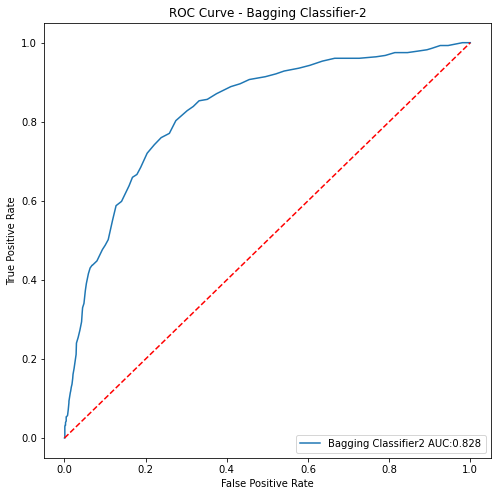 ROC Curve - Bagging Classifier-2
True Positive Rate
1.0
0.8
0.6
0.4
0.2
0.0
0.0 0.2 0.4 0.6 0.8 1.0
False Positive Rate
Bagging Classifier2 AUC:0.828